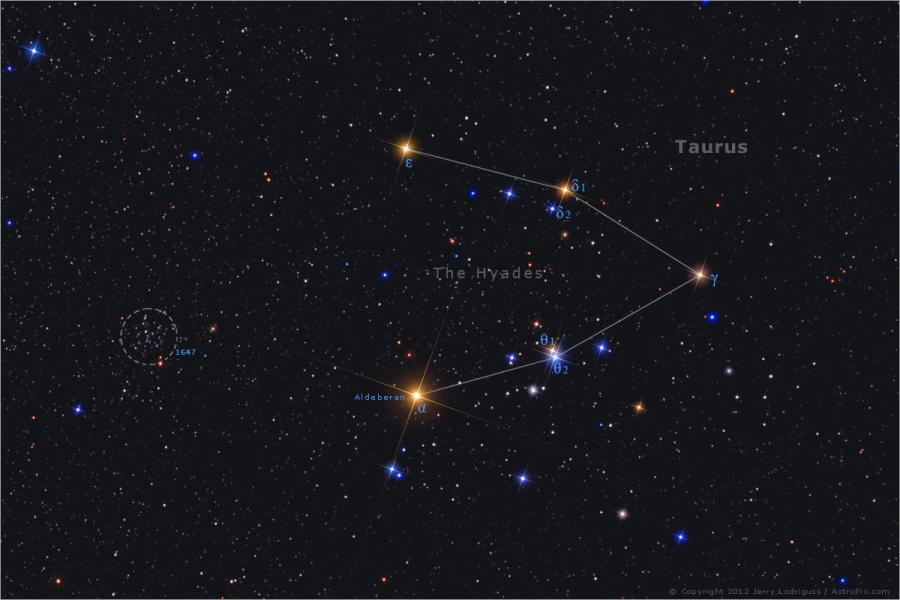 Taurus
ε
δ1
δ2
The Hyades
γ
θ1
1647
θ2
Aldeberan
α
© Copyright 2012 Jerry Lodriguss / AstroPix.com